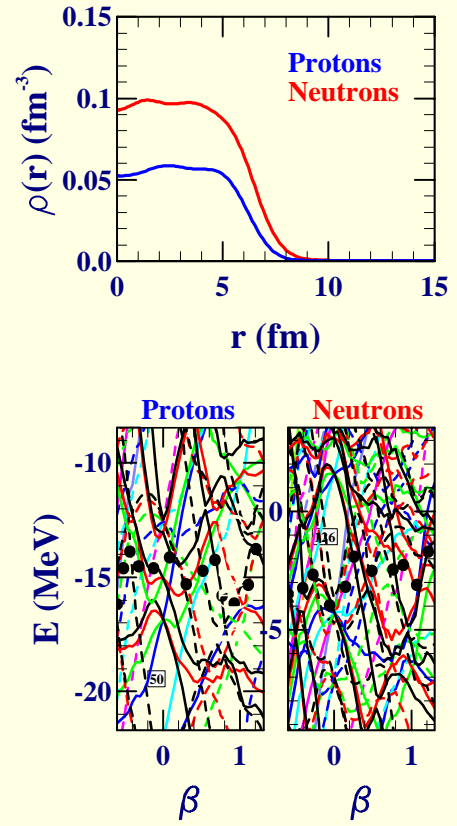 0.15
Protons
Neutrons
0.1
0.05
0.0
ρ(r) (fm⁻³)
0 5 10 15
r (fm)
Protons Neutrons
-10
0
-15
-5
50
-20
E (MeV)
0 1 0 1
β β